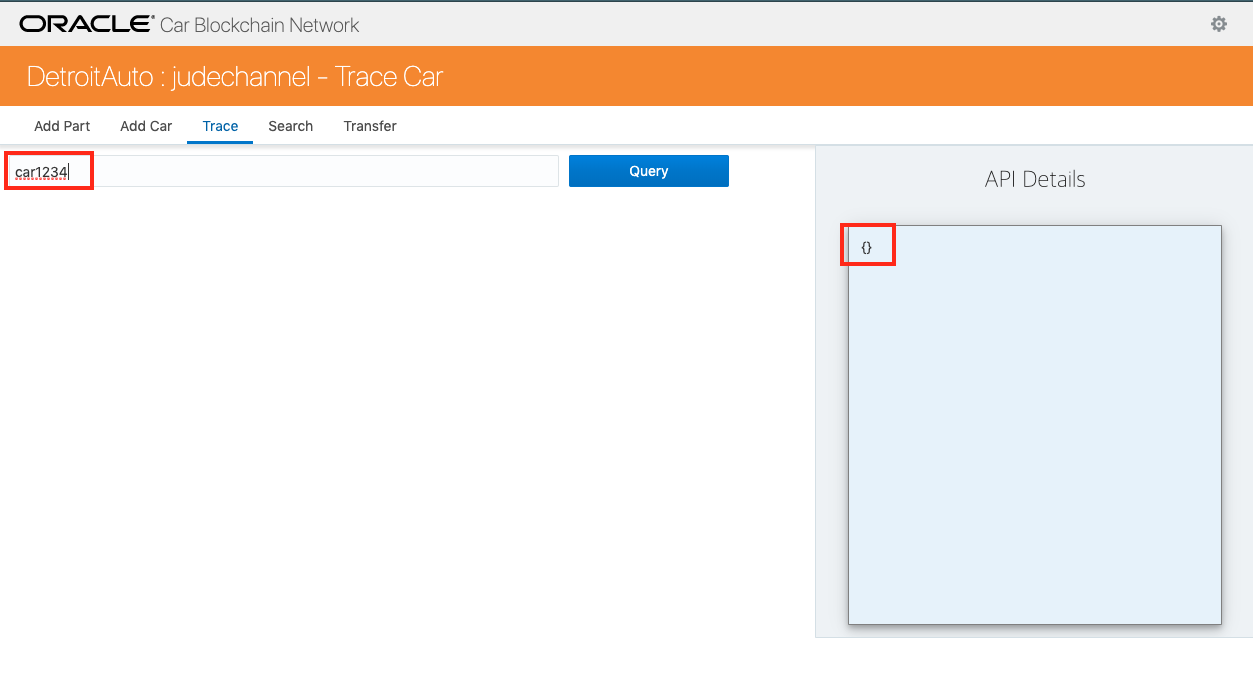 ORACLE® Car Blockchain Network
DetroitAuto : judechannel - Trace Car
Add Part Add Car Trace Search Transfer
car1234 Query
API Details
{}